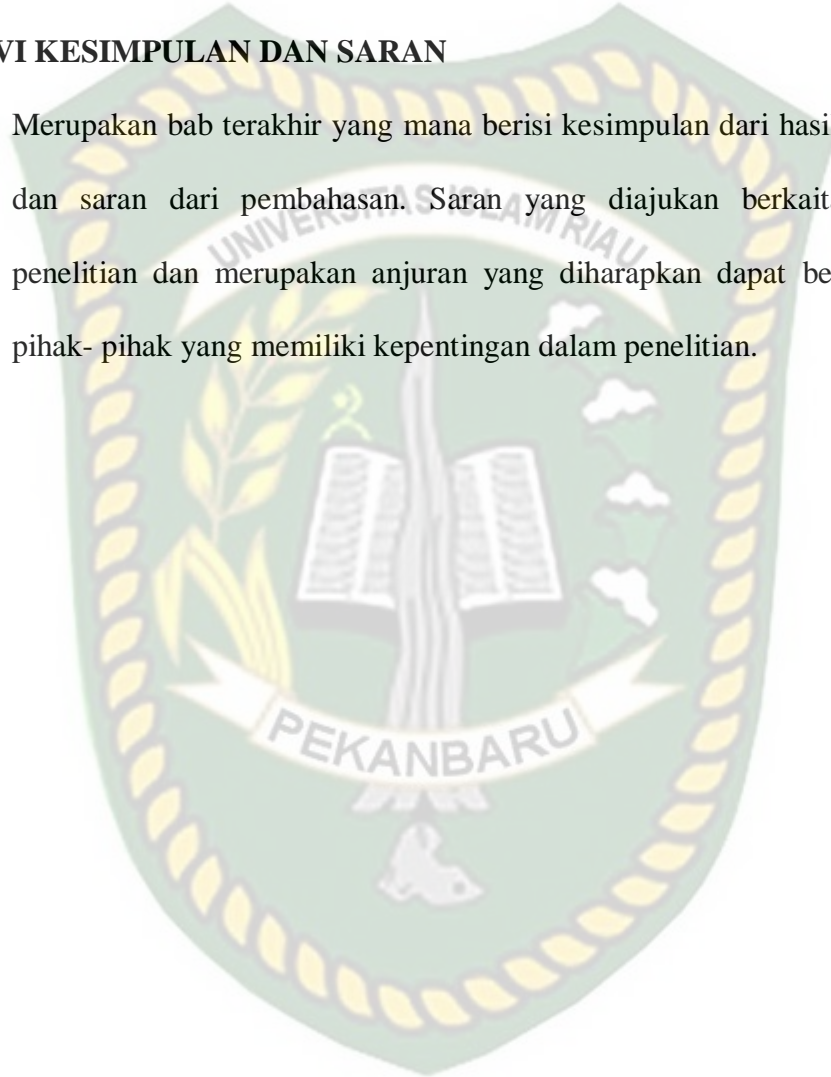 VI KESIMPULAN DAN SARAN
Merupakan bab terakhir yang mana berisi kesimpulan dari hasi
dan saran dari pembahasan. Saran yang diajukan berkait
penelitian dan merupakan anjuran yang diharapkan dapat be
pihak- pihak yang memiliki kepentingan dalam penelitian.
UNIVERSITAS ISLAM RIAU
PEKANBARU